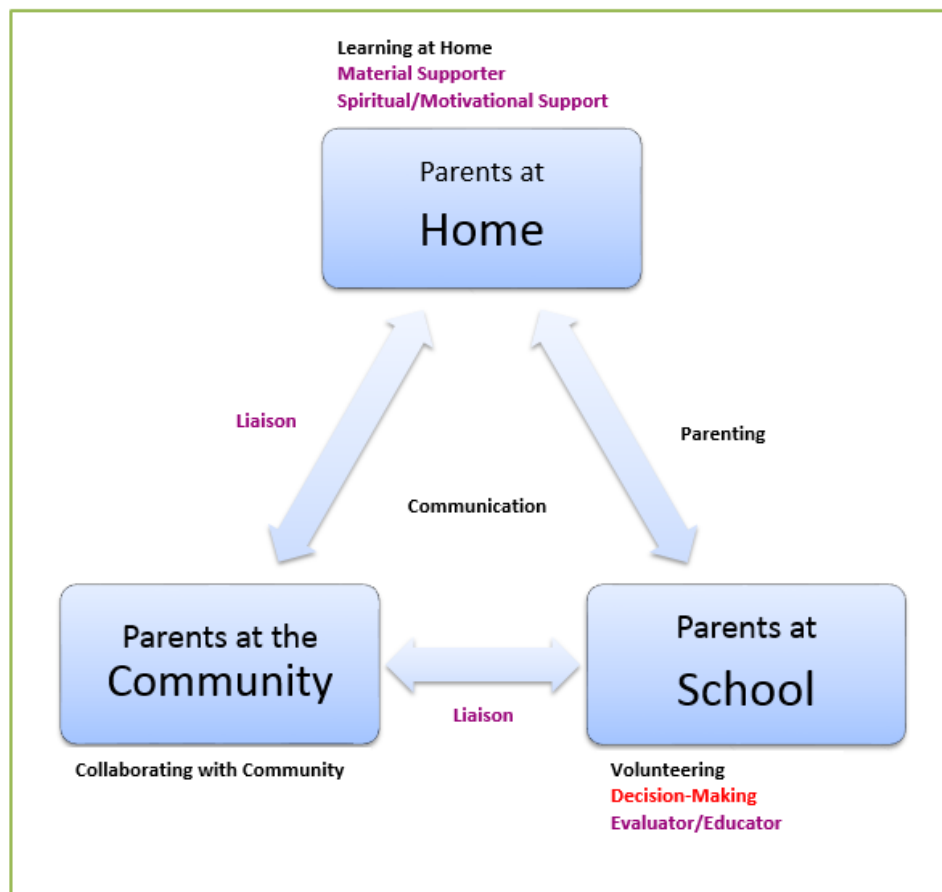 Learning at Home
Material Supporter
Spiritual/Motivational Support
Parents at
Home
Liaison
Parenting
Communication
Parents at the
Community
Parents at
School
Liaison
Collaborating with Community
Volunteering
Decision-Making
Evaluator/Educator